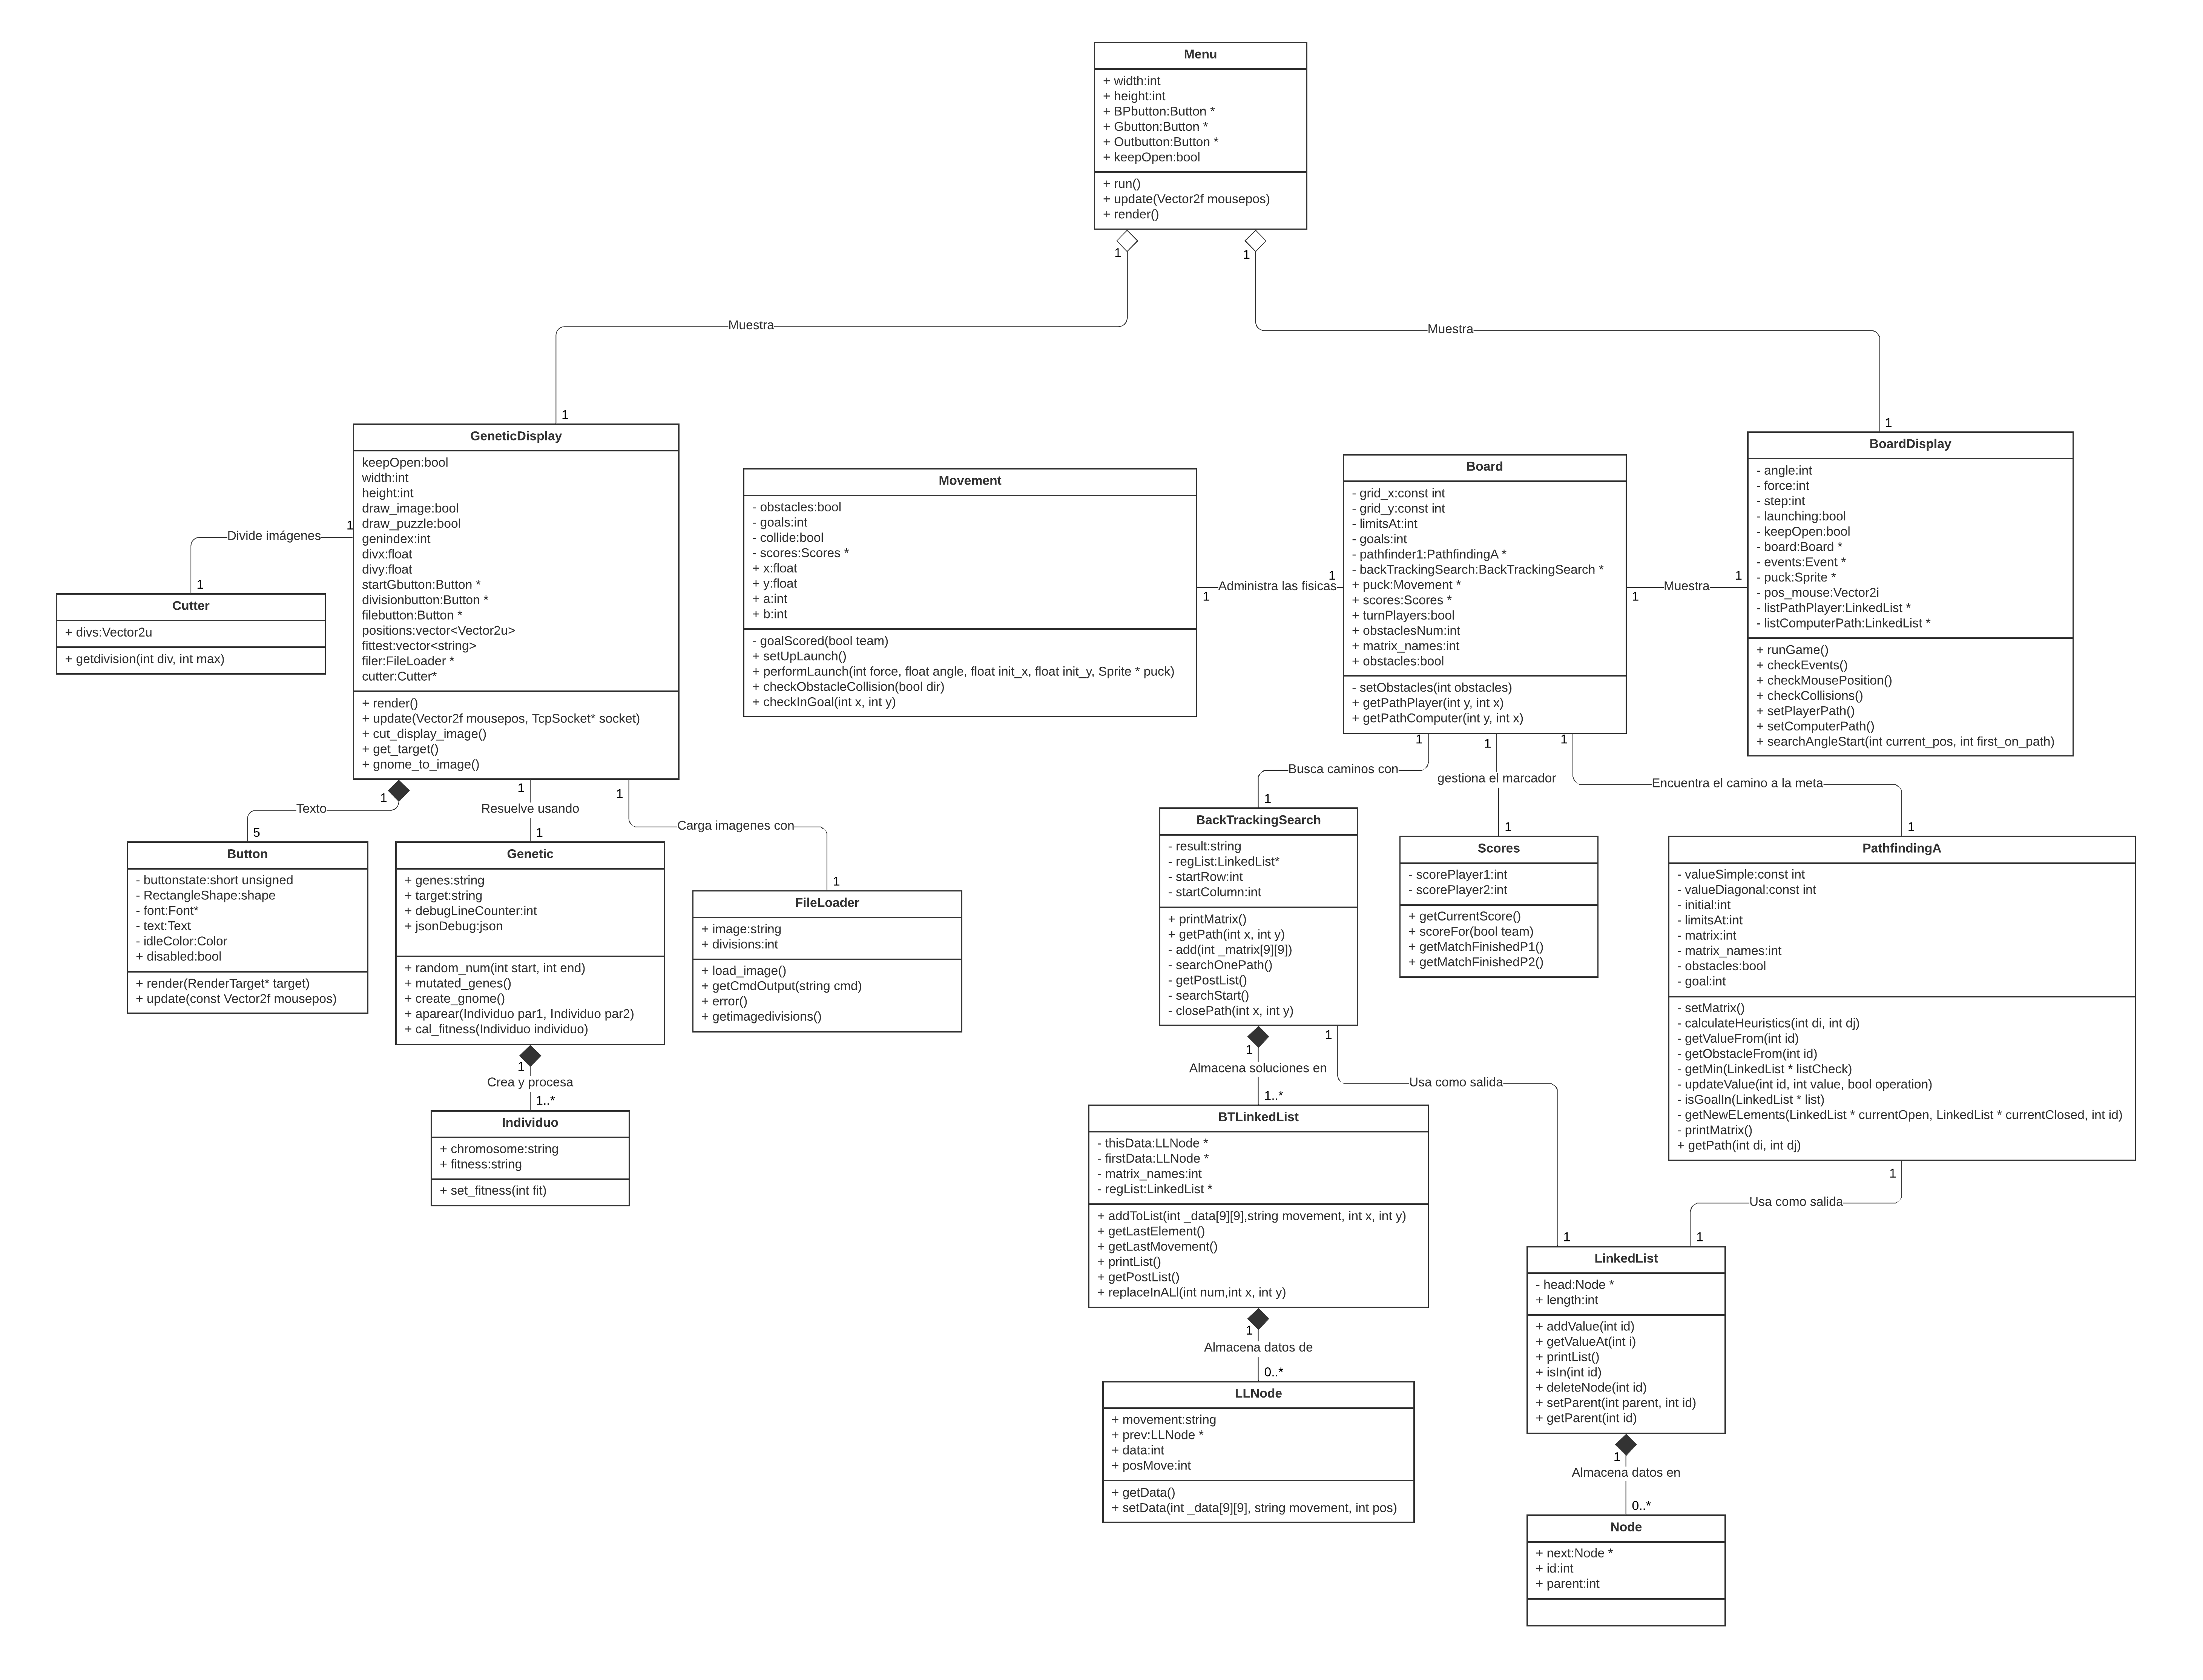 Menu
+ width:int
+ height:int
+ BPbutton:Button *
+ Gbutton:Button *
+ Outbutton:Button *
+ keepOpen:bool
+ run()
+ update(Vector2f mousepos)
+ render()
1
1
Muestra
Muestra
1
1
GeneticDisplay
keepOpen:bool
width:int
height:int
draw_image:bool
draw_puzzle:bool
genindex:int
divx:float
divy:float
startGbutton:Button *
divisionbutton:Button *
filebutton:Button *
positions:vector<Vector2u>
fittest:vector<string>
filer:FileLoader *
cutter:Cutter*
+ render()
+ update(Vector2f mousepos, TcpSocket* socket)
+ cut_display_image()
+ get_target()
+ gnome_to_image()
1
Divide imágenes
1
Cutter
+ divs:Vector2u
+ getdivision(int div, int max)
Movement
- obstacles:bool
- goals:int
- collide:bool
- scores:Scores *
+ x:float
+ y:float
+ a:int
+ b:int
- goalScored(bool team)
+ setUpLaunch()
+ performLaunch(int force, float angle, float init_x, float init_y, Sprite * puck)
+ checkObstacleCollision(bool dir)
+ checkInGoal(int x, int y)
1
Administra las fisicas
1
Board
- grid_x:const int
- grid_y:const int
- limitsAt:int
- goals:int
- pathfinder1:PathfindingA *
- backTrackingSearch:BackTrackingSearch *
+ puck:Movement *
+ scores:Scores *
+ turnPlayers:bool
+ obstaclesNum:int
+ matrix_names:int
+ obstacles:bool
- setObstacles(int obstacles)
+ getPathPlayer(int y, int x)
+ getPathComputer(int y, int x)
1
Muestra
1
BoardDisplay
- angle:int
- force:int
- step:int
- launching:bool
- keepOpen:bool
- board:Board *
- events:Event *
- puck:Sprite *
- pos_mouse:Vector2i
- listPathPlayer:LinkedList *
- listComputerPath:LinkedList *
+ runGame()
+ checkEvents()
+ checkMousePosition()
+ checkCollisions()
+ setPlayerPath()
+ setComputerPath()
+ searchAngleStart(int current_pos, int first_on_path)
1
Texto
5
1
Resuelve usando
1
1
Carga imagenes con
1
1
Busca caminos con
1
1
gestiona el marcador
1
1
Encuentra el camino a la meta
1
Button
- buttonstate:short unsigned
- RectangleShape:shape
- font:Font*
- text:Text
- idleColor:Color
+ disabled:bool
+ render(RenderTarget* target)
+ update(const Vector2f mousepos)
Genetic
+ genes:string
+ target:string
+ debugLineCounter:int
+ jsonDebug:json
+ random_num(int start, int end)
+ mutated_genes()
+ create_gnome()
+ aparear(Individuo par1, Individuo par2)
+ cal_fitness(Individuo individuo)
FileLoader
+ image:string
+ divisions:int
+ load_image()
+ getCmdOutput(string cmd)
+ error()
+ getimagedivisions()
BackTrackingSearch
- result:string
- regList:LinkedList*
- startRow:int
- startColumn:int
+ printMatrix()
+ getPath(int x, int y)
- add(int _matrix[9][9])
- searchOnePath()
- getPostList()
- searchStart()
- closePath(int x, int y)
Scores
- scorePlayer1:int
- scorePlayer2:int
+ getCurrentScore()
+ scoreFor(bool team)
+ getMatchFinishedP1()
+ getMatchFinishedP2()
PathfindingA
- valueSimple:const int
- valueDiagonal:const int
- initial:int
- limitsAt:int
- matrix:int
- matrix_names:int
- obstacles:bool
- goal:int
- setMatrix()
- calculateHeuristics(int di, int dj)
- getValueFrom(int id)
- getObstacleFrom(int id)
- getMin(LinkedList * listCheck)
- updateValue(int id, int value, bool operation)
- isGoalIn(LinkedList * list)
- getNewELements(LinkedList * currentOpen, LinkedList * currentClosed, int id)
- printMatrix()
+ getPath(int di, int dj)
1
Crea y procesa
1..*
Individuo
+ chromosome:string
+ fitness:string
+ set_fitness(int fit)
1
Almacena soluciones en
1..*
1
Usa como salida
1
1
Usa como salida
1
BTLinkedList
- thisData:LLNode *
- firstData:LLNode *
- matrix_names:int
- regList:LinkedList *
+ addToList(int _data[9][9],string movement, int x, int y)
+ getLastElement()
+ getLastMovement()
+ printList()
+ getPostList()
+ replaceInALl(int num,int x, int y)
1
Almacena datos de
0..*
LLNode
+ movement:string
+ prev:LLNode *
+ data:int
+ posMove:int
+ getData()
+ setData(int _data[9][9], string movement, int pos)
LinkedList
- head:Node *
+ length:int
+ addValue(int id)
+ getValueAt(int i)
+ printList()
+ isIn(int id)
+ deleteNode(int id)
+ setParent(int parent, int id)
+ getParent(int id)
1
Almacena datos en
0..*
Node
+ next:Node *
+ id:int
+ parent:int